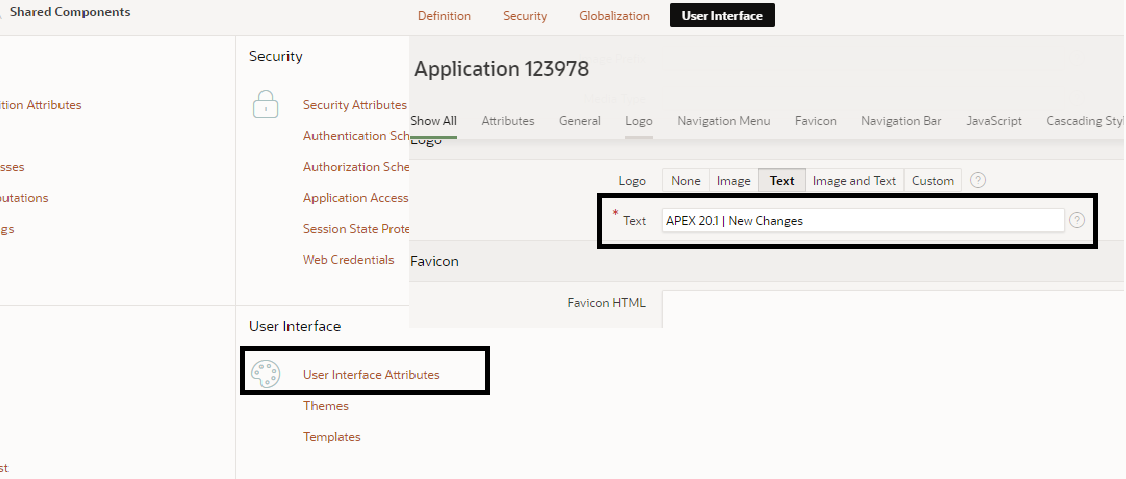 Shared Components
Definition Security Globalization User Interface
Security
Application 123978
ition Attributes
Security Attributes
Show All Attributes General Logo Navigation Menu Favicon Navigation Bar JavaScript Cascading Styl
Authentication Sch
Logo
sses
Authorization Sche
Logo None Image Text Image and Text Custom ?
outations
Application Access
* Text APEX 20.1 | New Changes ?
gs
Session State Prote
Web Credentials
Favicon
Favicon HTML
User Interface
User Interface Attributes
Themes
Templates
st